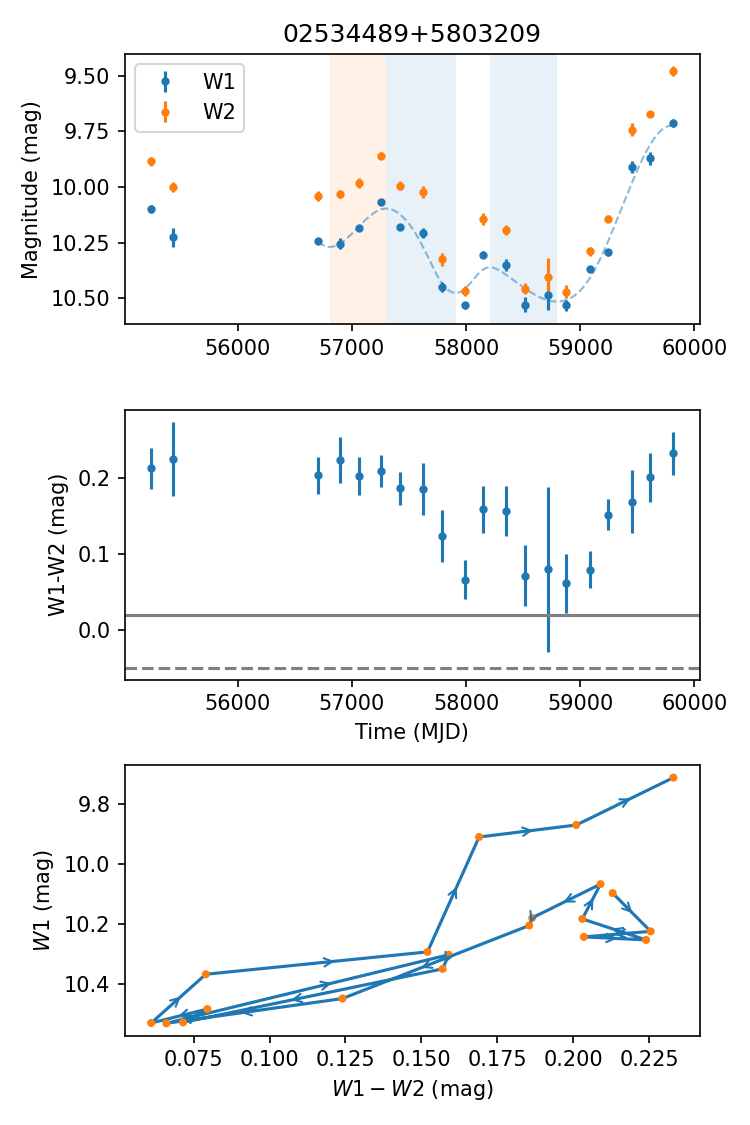 02534489+5803209
W1
W2
Magnitude (mag)
9.50
9.75
10.00
10.25
10.50
56000 57000 58000 59000 60000
W1-W2 (mag)
0.2
0.1
0.0
56000 57000 58000 59000 60000
Time (MJD)
W1 (mag)
9.8
10.0
10.2
10.4
0.075 0.100 0.125 0.150 0.175 0.200 0.225
W1 − W2 (mag)